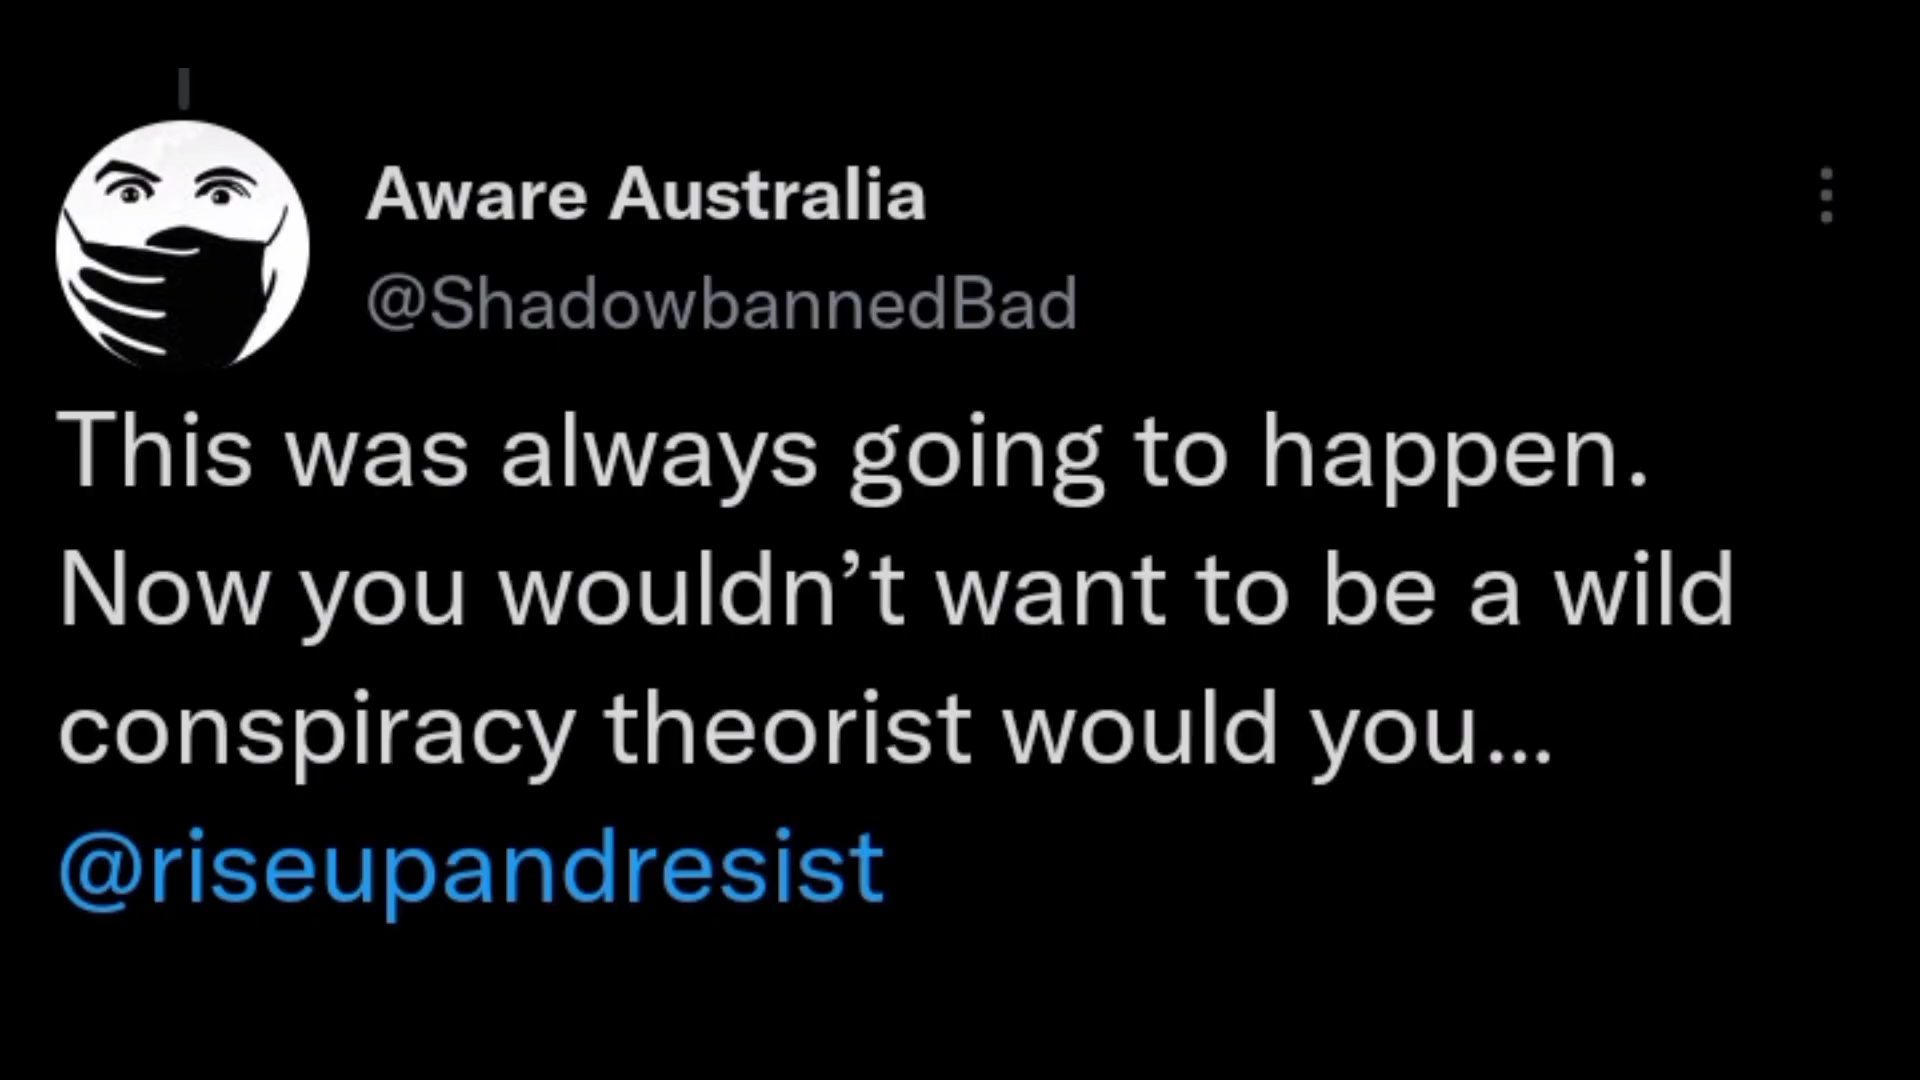 Aware Australia
@ShadowbannedBad
This was always going to happen.
Now you wouldn’t want to be a wild
conspiracy theorist would you...
@riseupandresist